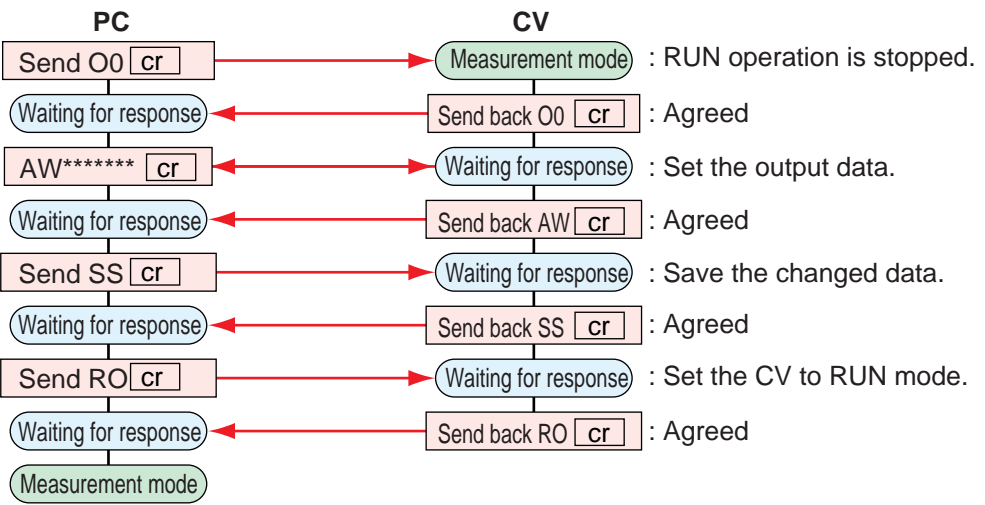 PC CV
Send O0 cr Measurement mode : RUN operation is stopped.
Waiting for response Send back O0 cr : Agreed
AW******* cr Waiting for response : Set the output data.
Waiting for response Send back AW cr : Agreed
Send SS cr Waiting for response : Save the changed data.
Waiting for response Send back SS cr : Agreed
Send RO cr Waiting for response : Set the CV to RUN mode.
Waiting for response Send back RO cr : Agreed
Measurement mode